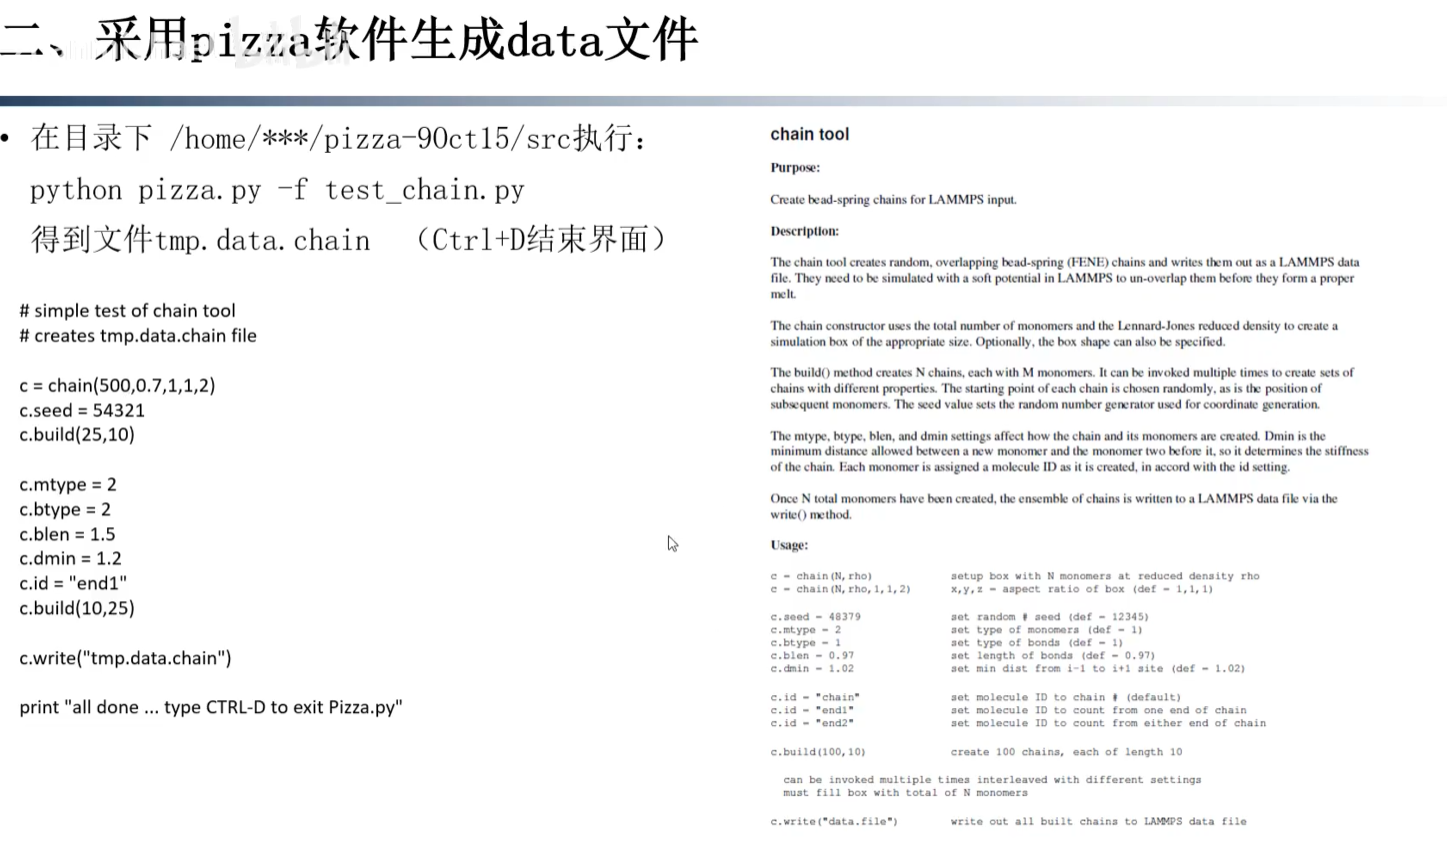 二、采用pizza软件生成data文件
• 在目录下 /home/***/pizza-9Oct15/src执行:
python pizza.py -f test_chain.py
得到文件tmp.data.chain （Ctrl+D结束界面）
# simple test of chain tool
# creates tmp.data.chain file
c = chain(500,0.7,1,1,2)
c.seed = 54321
c.build(25,10)
c.mtype = 2
c.btype = 2
c.blen = 1.5
c.dmin = 1.2
c.id = "end1"
c.build(10,25)
c.write("tmp.data.chain")
print "all done ... type CTRL-D to exit Pizza.py"
chain tool
Purpose:
Create bead-spring chains for LAMMPS input.
Description:
The chain tool creates random, overlapping bead-spring (FENE) chains and writes them out as a LAMMPS data
file. They need to be simulated with a soft potential in LAMMPS to un-overlap them before they form a proper
melt.
The chain constructor uses the total number of monomers and the Lennard-Jones reduced density to create a
simulation box of the appropriate size. Optionally, the box shape can also be specified.
The build() method creates N chains, each with M monomers. It can be invoked multiple times to create sets of
chains with different properties. The starting point of each chain is chosen randomly, as is the position of
subsequent monomers. The seed value sets the random number generator used for coordinate generation.
The mtype, btype, blen, and dmin settings affect how the chain and its monomers are created. Dmin is the
minimum distance allowed between a new monomer and the monomer two before it, so it determines the stiffness
of the chain. Each monomer is assigned a molecule ID as it is created, in accord with the id setting.
Once N total monomers have been created, the ensemble of chains is written to a LAMMPS data file via the
write() method.
Usage:
c = chain(N,rho) setup box with N monomers at reduced density rho
c = chain(N,rho,1,1,2) x,y,z = aspect ratio of box (def = 1,1,1)
c.seed = 48379 set random # seed (def = 12345)
c.mtype = 2 set type of monomers (def = 1)
c.btype = 1 set type of bonds (def = 1)
c.blen = 0.97 set length of bonds (def = 0.97)
c.dmin = 1.02 set min dist from i-1 to i+1 site (def = 1.02)
c.id = "chain" set molecule ID to chain # (default)
c.id = "end1" set molecule ID to count from one end of chain
c.id = "end2" set molecule ID to count from either end of chain
c.build(100,10) create 100 chains, each of length 10
can be invoked multiple times interleaved with different settings
must fill box with total of N monomers
c.write("data.file") write out all built chains to LAMMPS data file